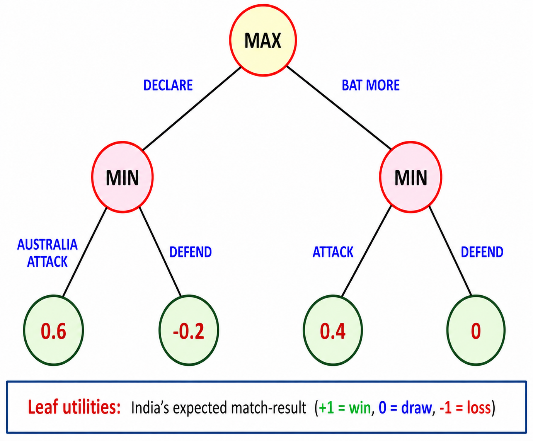 MAX
DECLARE
BAT MORE
MIN
MIN
AUSTRALIA
ATTACK
DEFEND
ATTACK
DEFEND
0.6
-0.2
0.4
0
Leaf utilities: India's expected match-result (+1 = win, 0 = draw, -1 = loss)